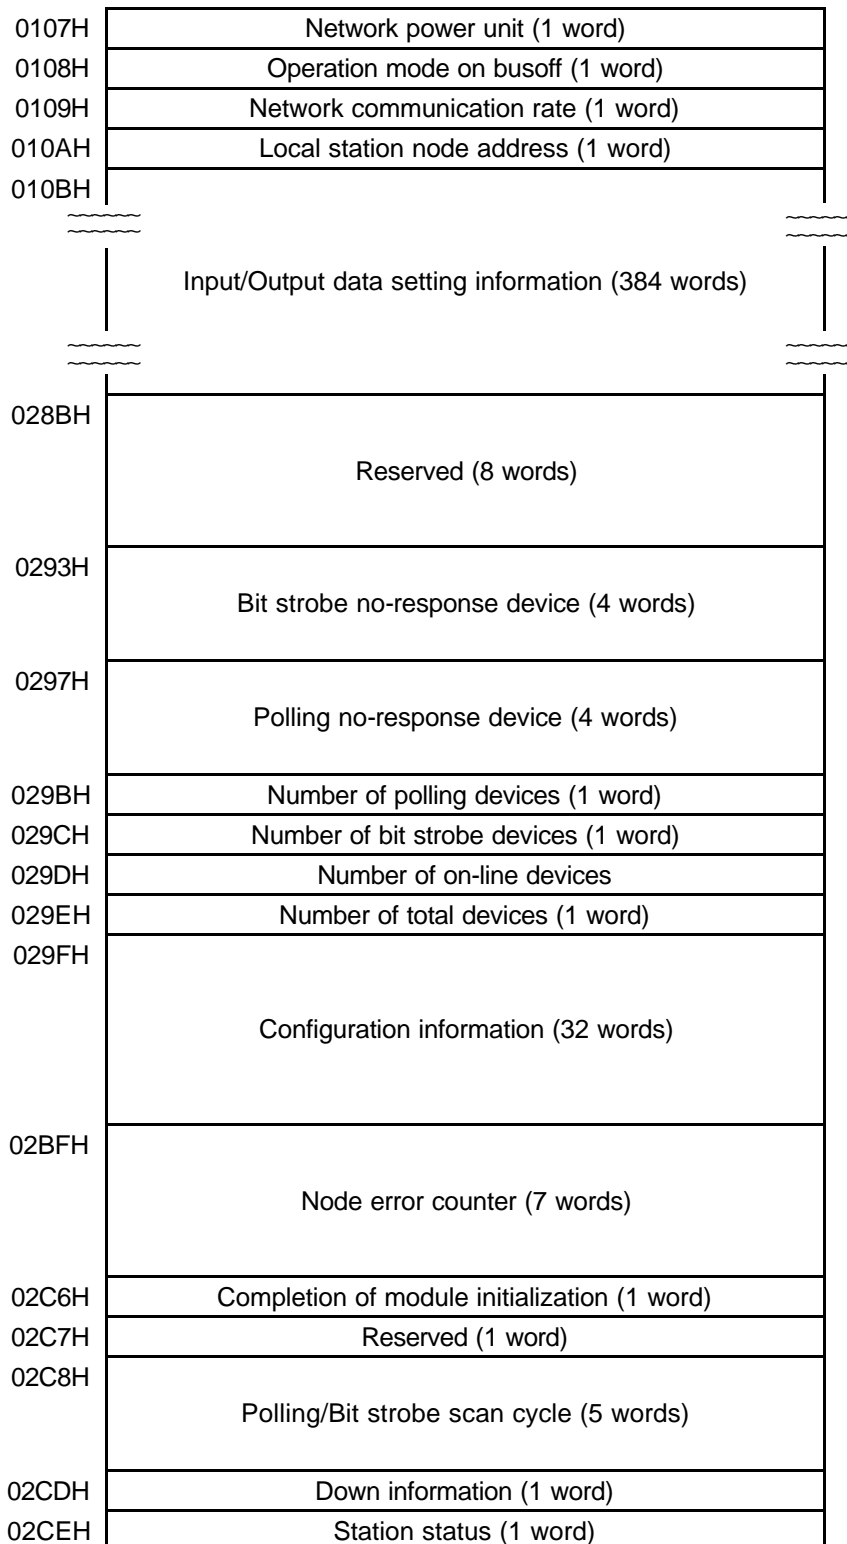 0107H Network power unit (1 word)
0108H Operation mode on busoff (1 word)
0109H Network communication rate (1 word)
010AH Local station node address (1 word)
010BH
Input/Output data setting information (384 words)
028BH
Reserved (8 words)
0293H
Bit strobe no-response device (4 words)
0297H
Polling no-response device (4 words)
029BH Number of polling devices (1 word)
029CH Number of bit strobe devices (1 word)
029DH Number of on-line devices
029EH Number of total devices (1 word)
029FH
Configuration information (32 words)
02BFH
Node error counter (7 words)
02C6H Completion of module initialization (1 word)
02C7H Reserved (1 word)
02C8H
Polling/Bit strobe scan cycle (5 words)
02CDH Down information (1 word)
02CEH Station status (1 word)